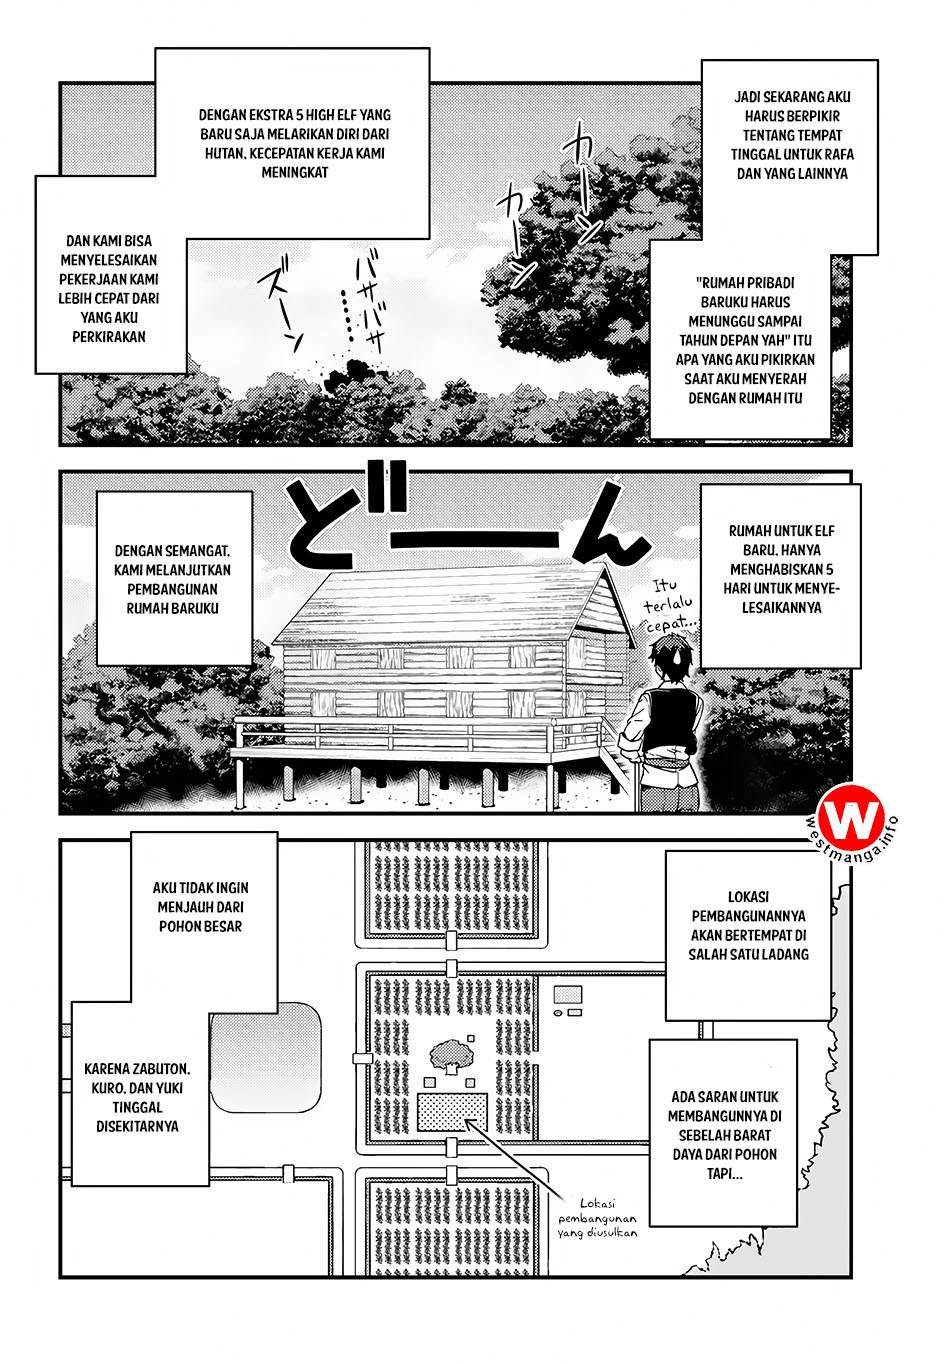 JADI SEKARANG AKU
HARUS BERPIKIR
TENTANG TEMPAT
TINGGAL UNTUK RAFA
DAN YANG LAINNYA
"RUMAH PRIBADI
BARUKU HARUS
MENUNGGU SAMPAI
TAHUN DEPAN YAH" ITU
APA YANG AKU PIKIRKAN
SAAT AKU MENYERAH
DENGAN RUMAH ITU
カーン
カーン
DENGAN EKSTRA 5 HIGH ELF YANG
BARU SAJA MELARIKAN DIRI DARI
HUTAN, KECEPATAN KERJA KAMI
MENINGKAT
ザザザ
ズーン
DAN KAMI BISA
MENYELESAIKAN
PEKERJAAN KAMI
LEBIH CEPAT DARI
YANG AKU
PERKIRAKAN
RUMAH UNTUK ELF
BARU, HANYA
MENGHABISKAN 5
HARI UNTUK MENYE-
LESAIKANNYA
どーん
Itu
terlalu
cepat...
DENGAN SEMANGAT,
KAMI MELANJUTKAN
PEMBANGUNAN
RUMAH BARUKU
W
westmanga.info
LOKASI
PEMBANGUNANNYA
AKAN BERTEMPAT DI
SALAH SATU LADANG
ADA SARAN UNTUK
MEMBANGUNNYA DI
SEBELAH BARAT
DAYA DARI POHON
TAPI...
Lokasi
pembangunan
yang diusulkan
AKU TIDAK INGIN
MENJAUH DARI
POHON BESAR
KARENA ZABUTON,
KURO, DAN YUKI
TINGGAL
DISEKITARNYA